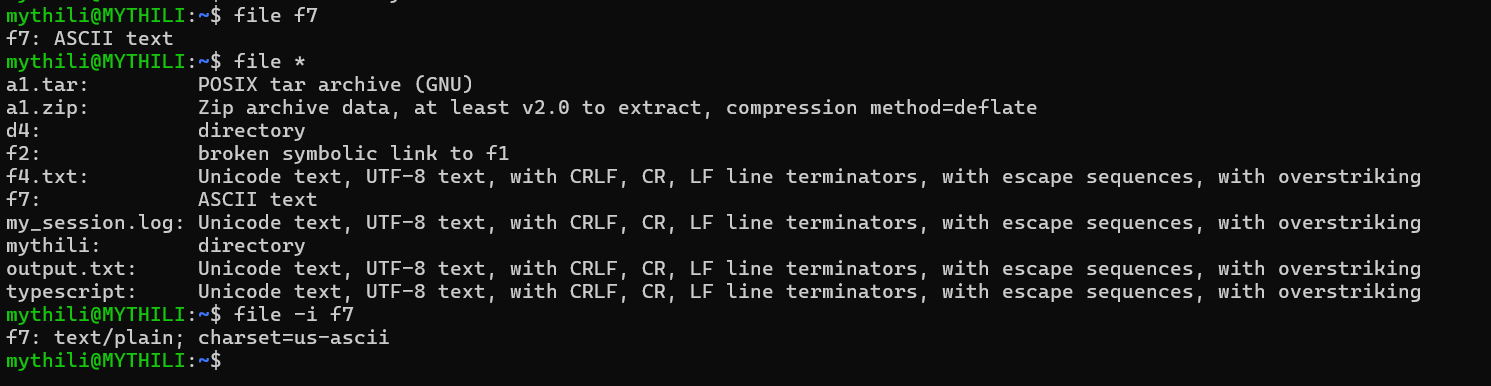 mythili@MYTHILI:~$ file f7
f7: ASCII text
mythili@MYTHILI:~$ file *
a1.tar:         POSIX tar archive (GNU)
a1.zip:         Zip archive data, at least v2.0 to extract, compression method=deflate
d4:             directory
f2:             broken symbolic link to f1
f4.txt:         Unicode text, UTF-8 text, with CRLF, CR, LF line terminators, with escape sequences, with overstriking
f7:             ASCII text
my_session.log: Unicode text, UTF-8 text, with CRLF, CR, LF line terminators, with escape sequences, with overstriking
mythili:        directory
output.txt:     Unicode text, UTF-8 text, with CRLF, CR, LF line terminators, with escape sequences, with overstriking
typescript:     Unicode text, UTF-8 text, with CRLF, CR, LF line terminators, with escape sequences, with overstriking
mythili@MYTHILI:~$ file -i f7
f7: text/plain; charset=us-ascii
mythili@MYTHILI:~$